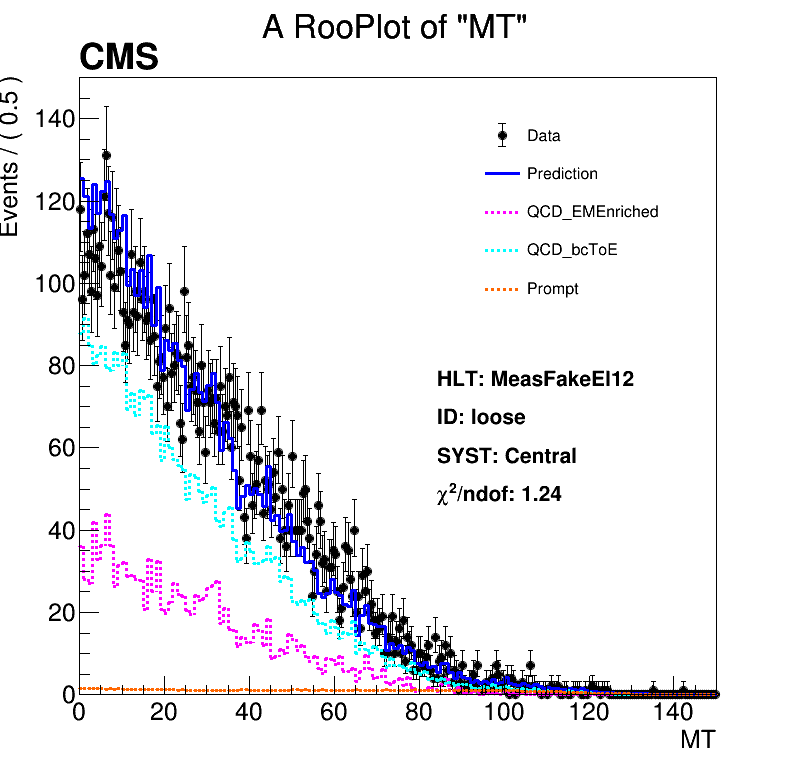 A RooPlot of "MT"
CMS
Events / ( 0.5 )
140
120
100
80
60
40
20
0
Data
Prediction
QCD_EMEnriched
QCD_bcToE
Prompt
HLT: MeasFakeEl12
ID: loose
SYST: Central
χ²/ndof: 1.24
0 20 40 60 80 100 120 140
MT